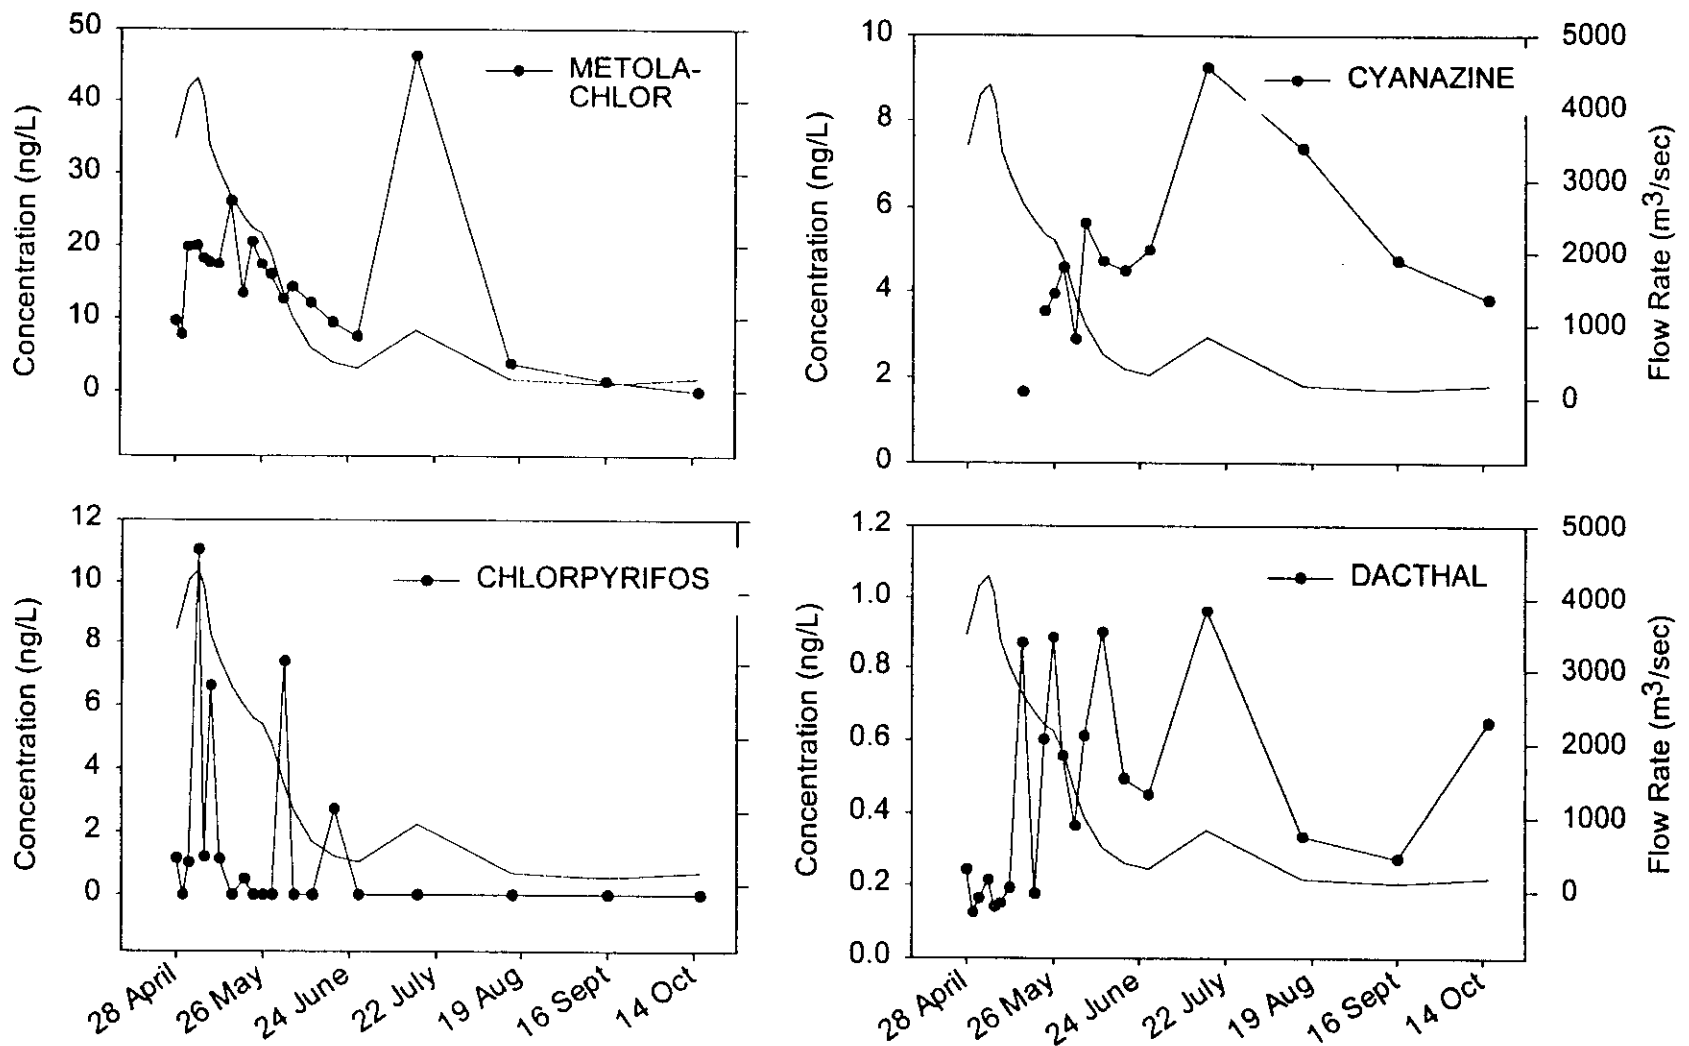 50
40
30
20
10
0
Concentration (ng/L)
METOLA-
CHLOR
10
8
6
4
2
0
Concentration (ng/L)
CYANAZINE
5000
4000
3000
2000
1000
0
Flow Rate (m³/sec)
12
10
8
6
4
2
0
Concentration (ng/L)
CHLORPYRIFOS
28 April
26 May
24 June
22 July
19 Aug
16 Sept
14 Oct
1.2
1.0
0.8
0.6
0.4
0.2
0.0
Concentration (ng/L)
DACTHAL
5000
4000
3000
2000
1000
0
Flow Rate (m³/sec)
28 April
26 May
24 June
22 July
19 Aug
16 Sept
14 Oct